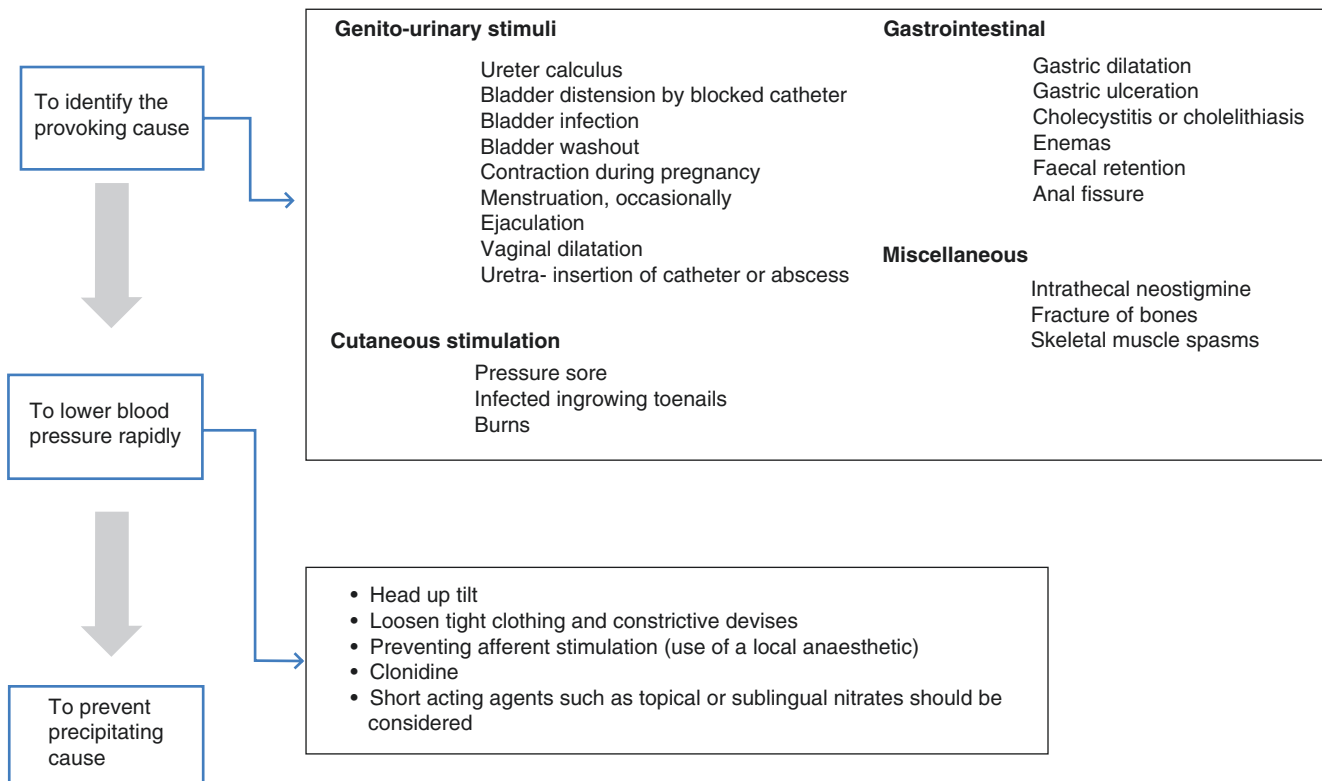 To identify the
provoking cause
To lower blood
pressure rapidly
To prevent
precipitating
cause
Genito-urinary stimuli
Ureter calculus
Bladder distension by blocked catheter
Bladder infection
Bladder washout
Contraction during pregnancy
Menstruation, occasionally
Ejaculation
Vaginal dilatation
Uretra- insertion of catheter or abscess
Cutaneous stimulation
Pressure sore
Infected ingrowing toenails
Burns
Gastrointestinal
Gastric dilatation
Gastric ulceration
Cholecystitis or cholelithiasis
Enemas
Faecal retention
Anal fissure
Miscellaneous
Intrathecal neostigmine
Fracture of bones
Skeletal muscle spasms
• Head up tilt
• Loosen tight clothing and constrictive devises
• Preventing afferent stimulation (use of a local anaesthetic)
• Clonidine
• Short acting agents such as topical or sublingual nitrates should be
considered